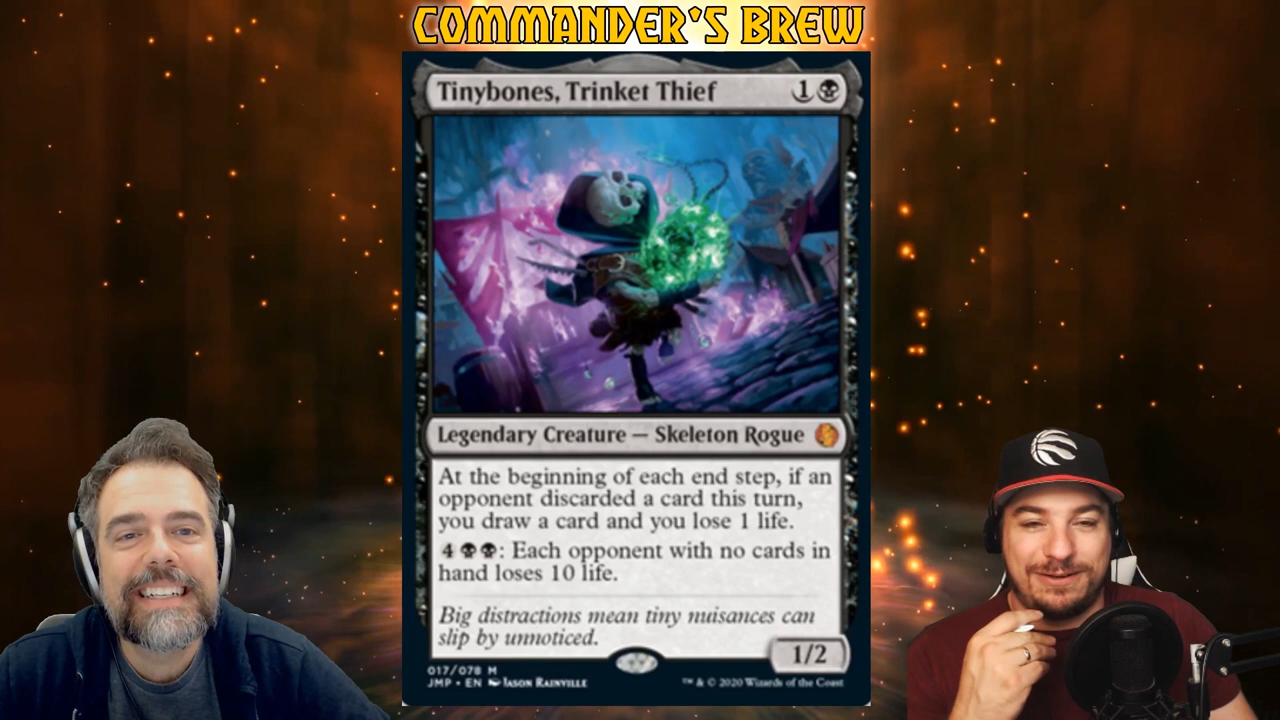 COMMANDER'S BREW
Tinybones, Trinket Thief 1
Legendary Creature — Skeleton Rogue
At the beginning of each end step, if an
opponent discarded a card this turn,
you draw a card and you lose 1 life.
4: Each opponent with no cards in
hand loses 10 life.
Big distractions mean tiny nuisances can
slip by unnoticed.
1/2
017/078 M
JMP • EN JASON RAINVILLE
™ & © 2020 Wizards of the Coast